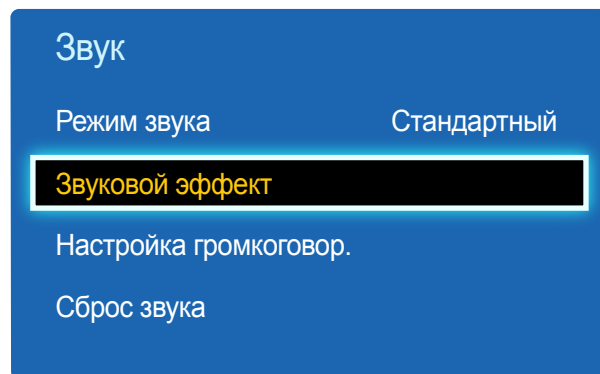 Звук
Режим звука Стандартный
Звуковой эффект
Настройка громкоговор.
Сброс звука